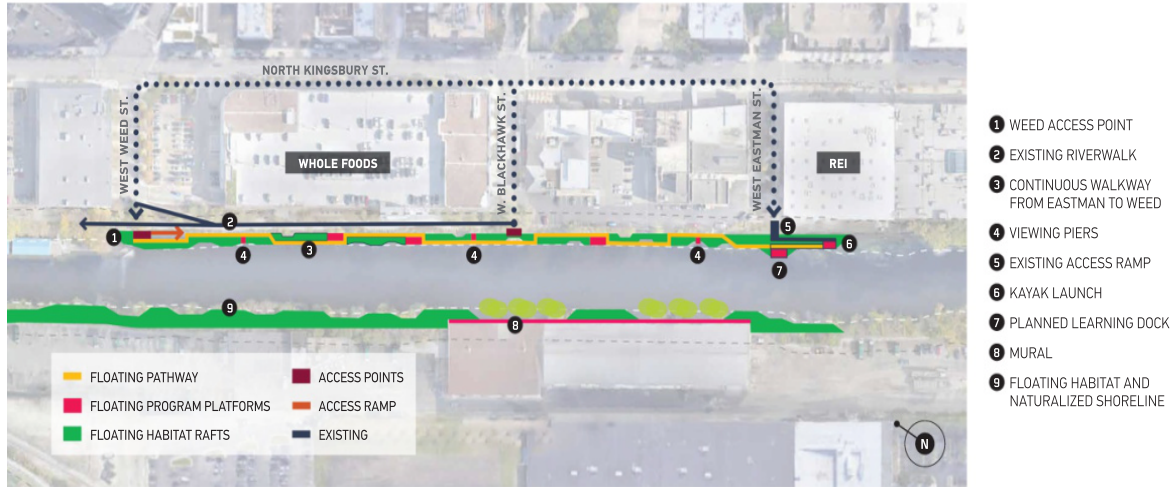 NORTH KINGSBURY ST.
WEST WEED ST.
W. BLACKHAWK ST.
WEST EASTMAN ST.
WHOLE FOODS
REI
1
2
3
4
4
4
5
6
7
8
9
FLOATING PATHWAY
FLOATING PROGRAM PLATFORMS
FLOATING HABITAT RAFTS
ACCESS POINTS
ACCESS RAMP
EXISTING
N
1 WEED ACCESS POINT
2 EXISTING RIVERWALK
3 CONTINUOUS WALKWAY
FROM EASTMAN TO WEED
4 VIEWING PIERS
5 EXISTING ACCESS RAMP
6 KAYAK LAUNCH
7 PLANNED LEARNING DOCK
8 MURAL
9 FLOATING HABITAT AND
NATURALIZED SHORELINE